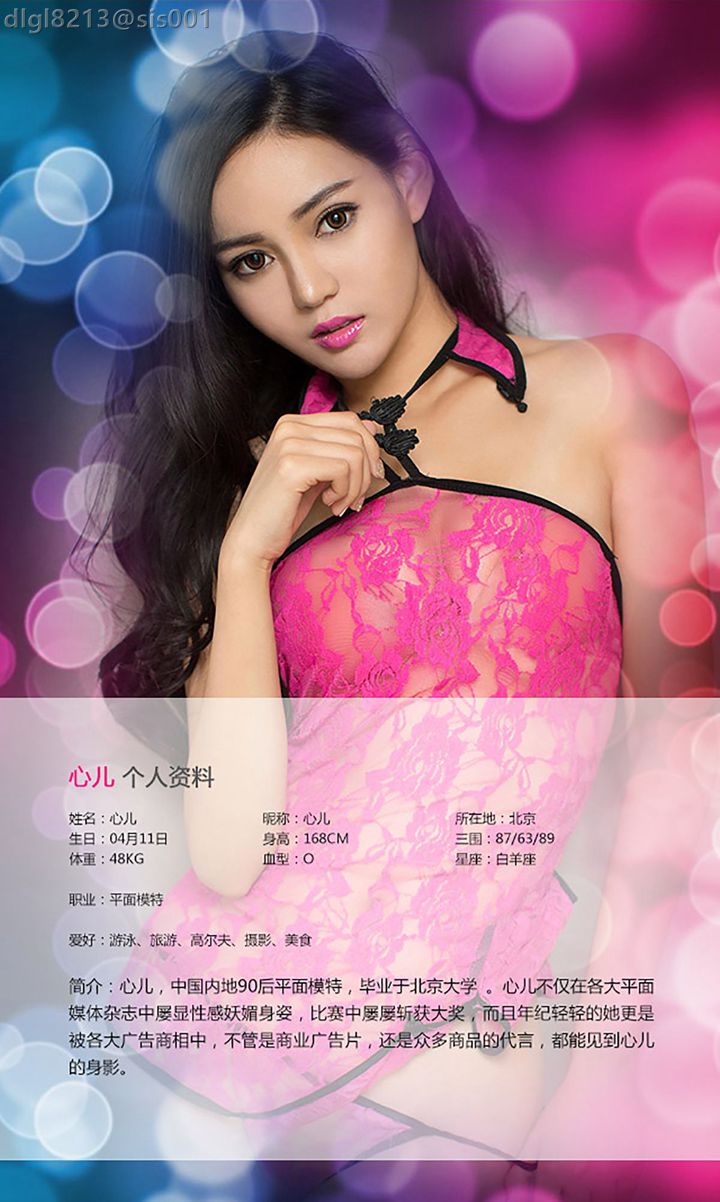 dlgl8213@sis001
心儿 个人资料
姓名：心儿 昵称：心儿 所在地：北京
生日：04月11日 身高：168CM 三围：87/63/89
体重：48KG 血型：O 星座：白羊座
职业：平面模特
爱好：游泳、旅游、高尔夫、摄影、美食
简介：心儿，中国内地90后平面模特，毕业于北京大学 。心儿不仅在各大平面
媒体杂志中屡显性感妖媚身姿，比赛中屡屡斩获大奖，而且年纪轻轻的她更是
被各大广告商相中，不管是商业广告片，还是众多商品的代言，都能见到心儿
的身影。